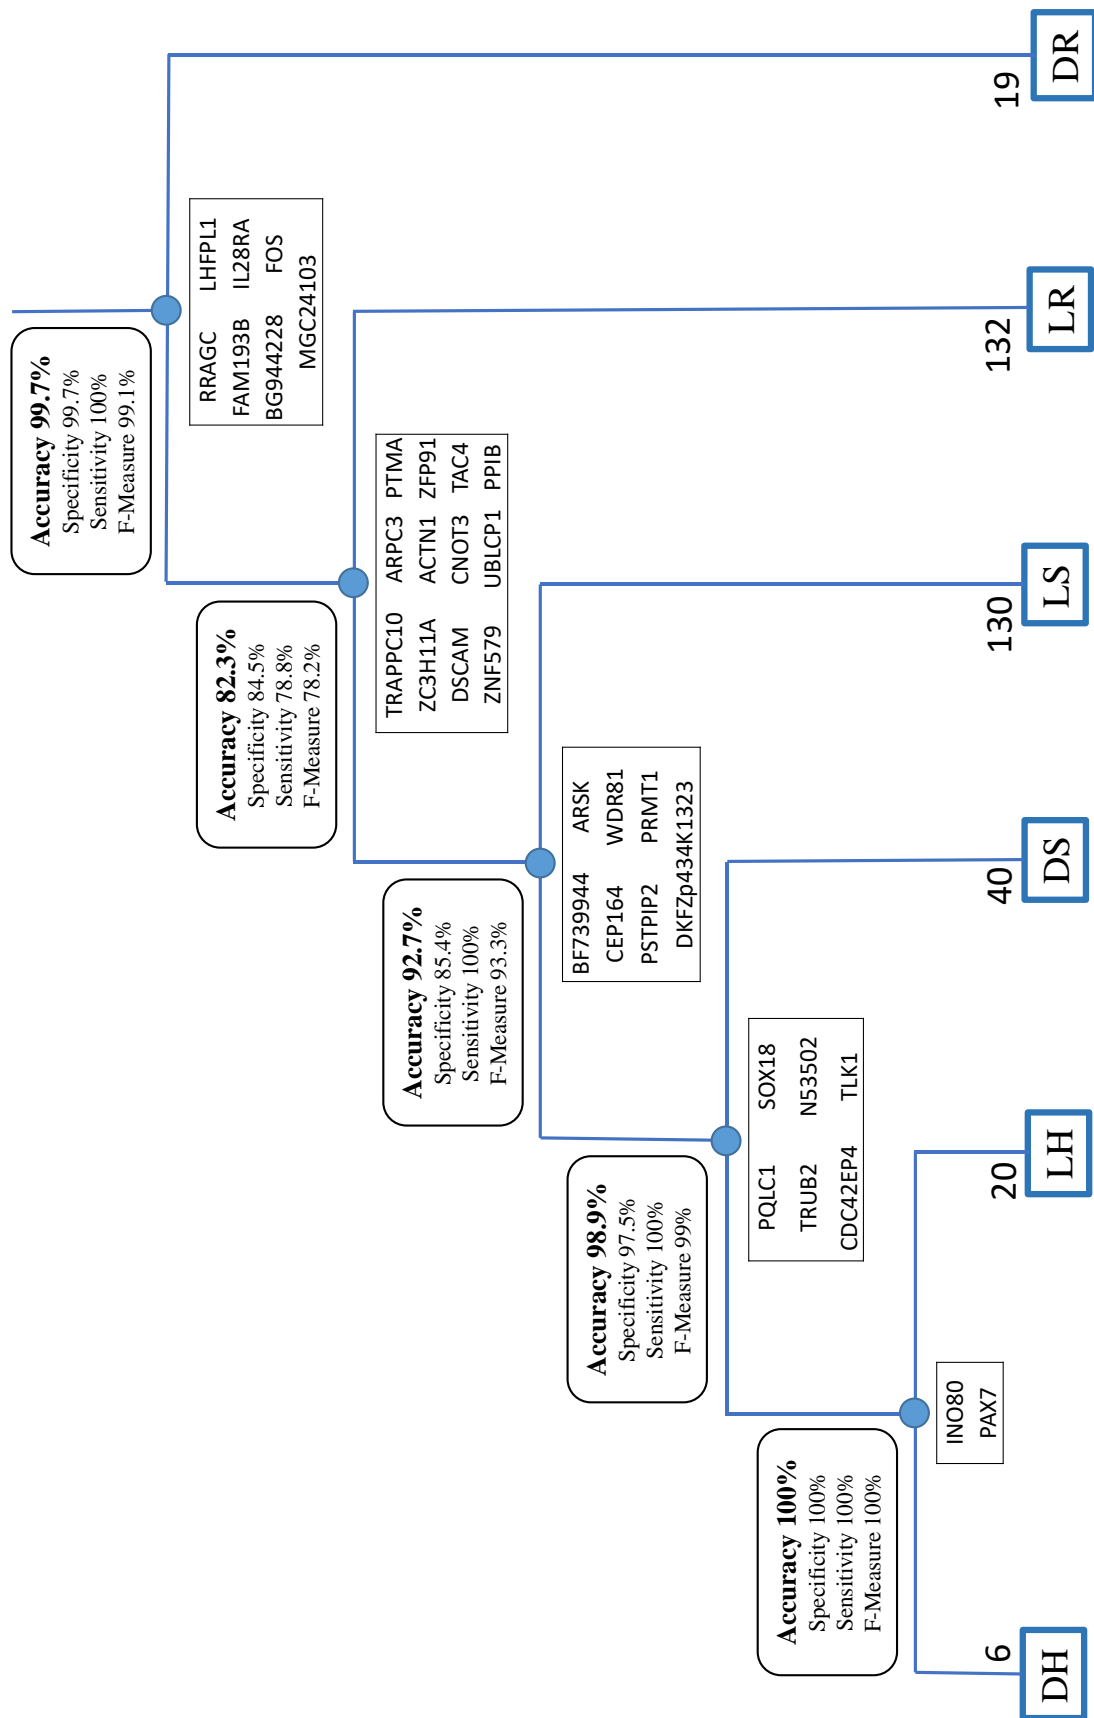 Accuracy 99.7%
Specificity 99.7%
Sensitivity 100%
F-Measure 99.1%
RRAGC LHFPL1
FAM193B IL28RA
BG944228 FOS
MGC24103
Accuracy 82.3%
Specificity 84.5%
Sensitivity 78.8%
F-Measure 78.2%
TRAPPC10 ARPC3 PTMA
ZC3H11A ACTN1 ZFP91
DSCAM CNOT3 TAC4
ZNF579 UBLCP1 PPIB
Accuracy 92.7%
Specificity 85.4%
Sensitivity 100%
F-Measure 93.3%
BF739944 ARSK
CEP164 WDR81
PSTPIP2 PRMT1
DKFZp434K1323
Accuracy 98.9%
Specificity 97.5%
Sensitivity 100%
F-Measure 99%
PQLC1 SOX18
TRUB2 N53502
CDC42EP4 TLK1
Accuracy 100%
Specificity 100%
Sensitivity 100%
F-Measure 100%
INO80
PAX7
6
DH
20
LH
40
DS
130
LS
132
LR
19
DR